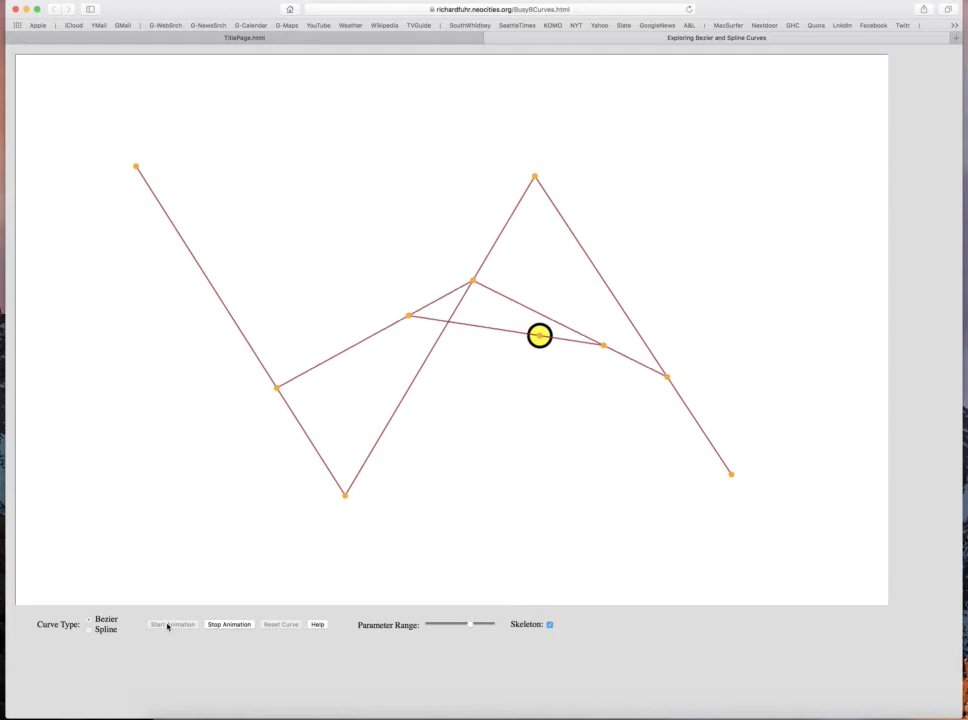 richardfuhr.neocities.org/BusyBCurves.html
Apple | iCloud YMail GMail | G-WebSrch G-NewsSrch G-Calendar G-Maps YouTube Weather Wikipedia TVGuide | SouthWhidbey SeattleTimes KOMO NYT Yahoo Slate GoogleNews A&L | MacSurfer Nextdoor GHC Quora LnkdIn Facebook Twitr |
TitlePage.html Exploring Bezier and Spline Curves
Curve Type: Bezier Start Animation Stop Animation Reset Curve Help Parameter Range: Skeleton:
Spline